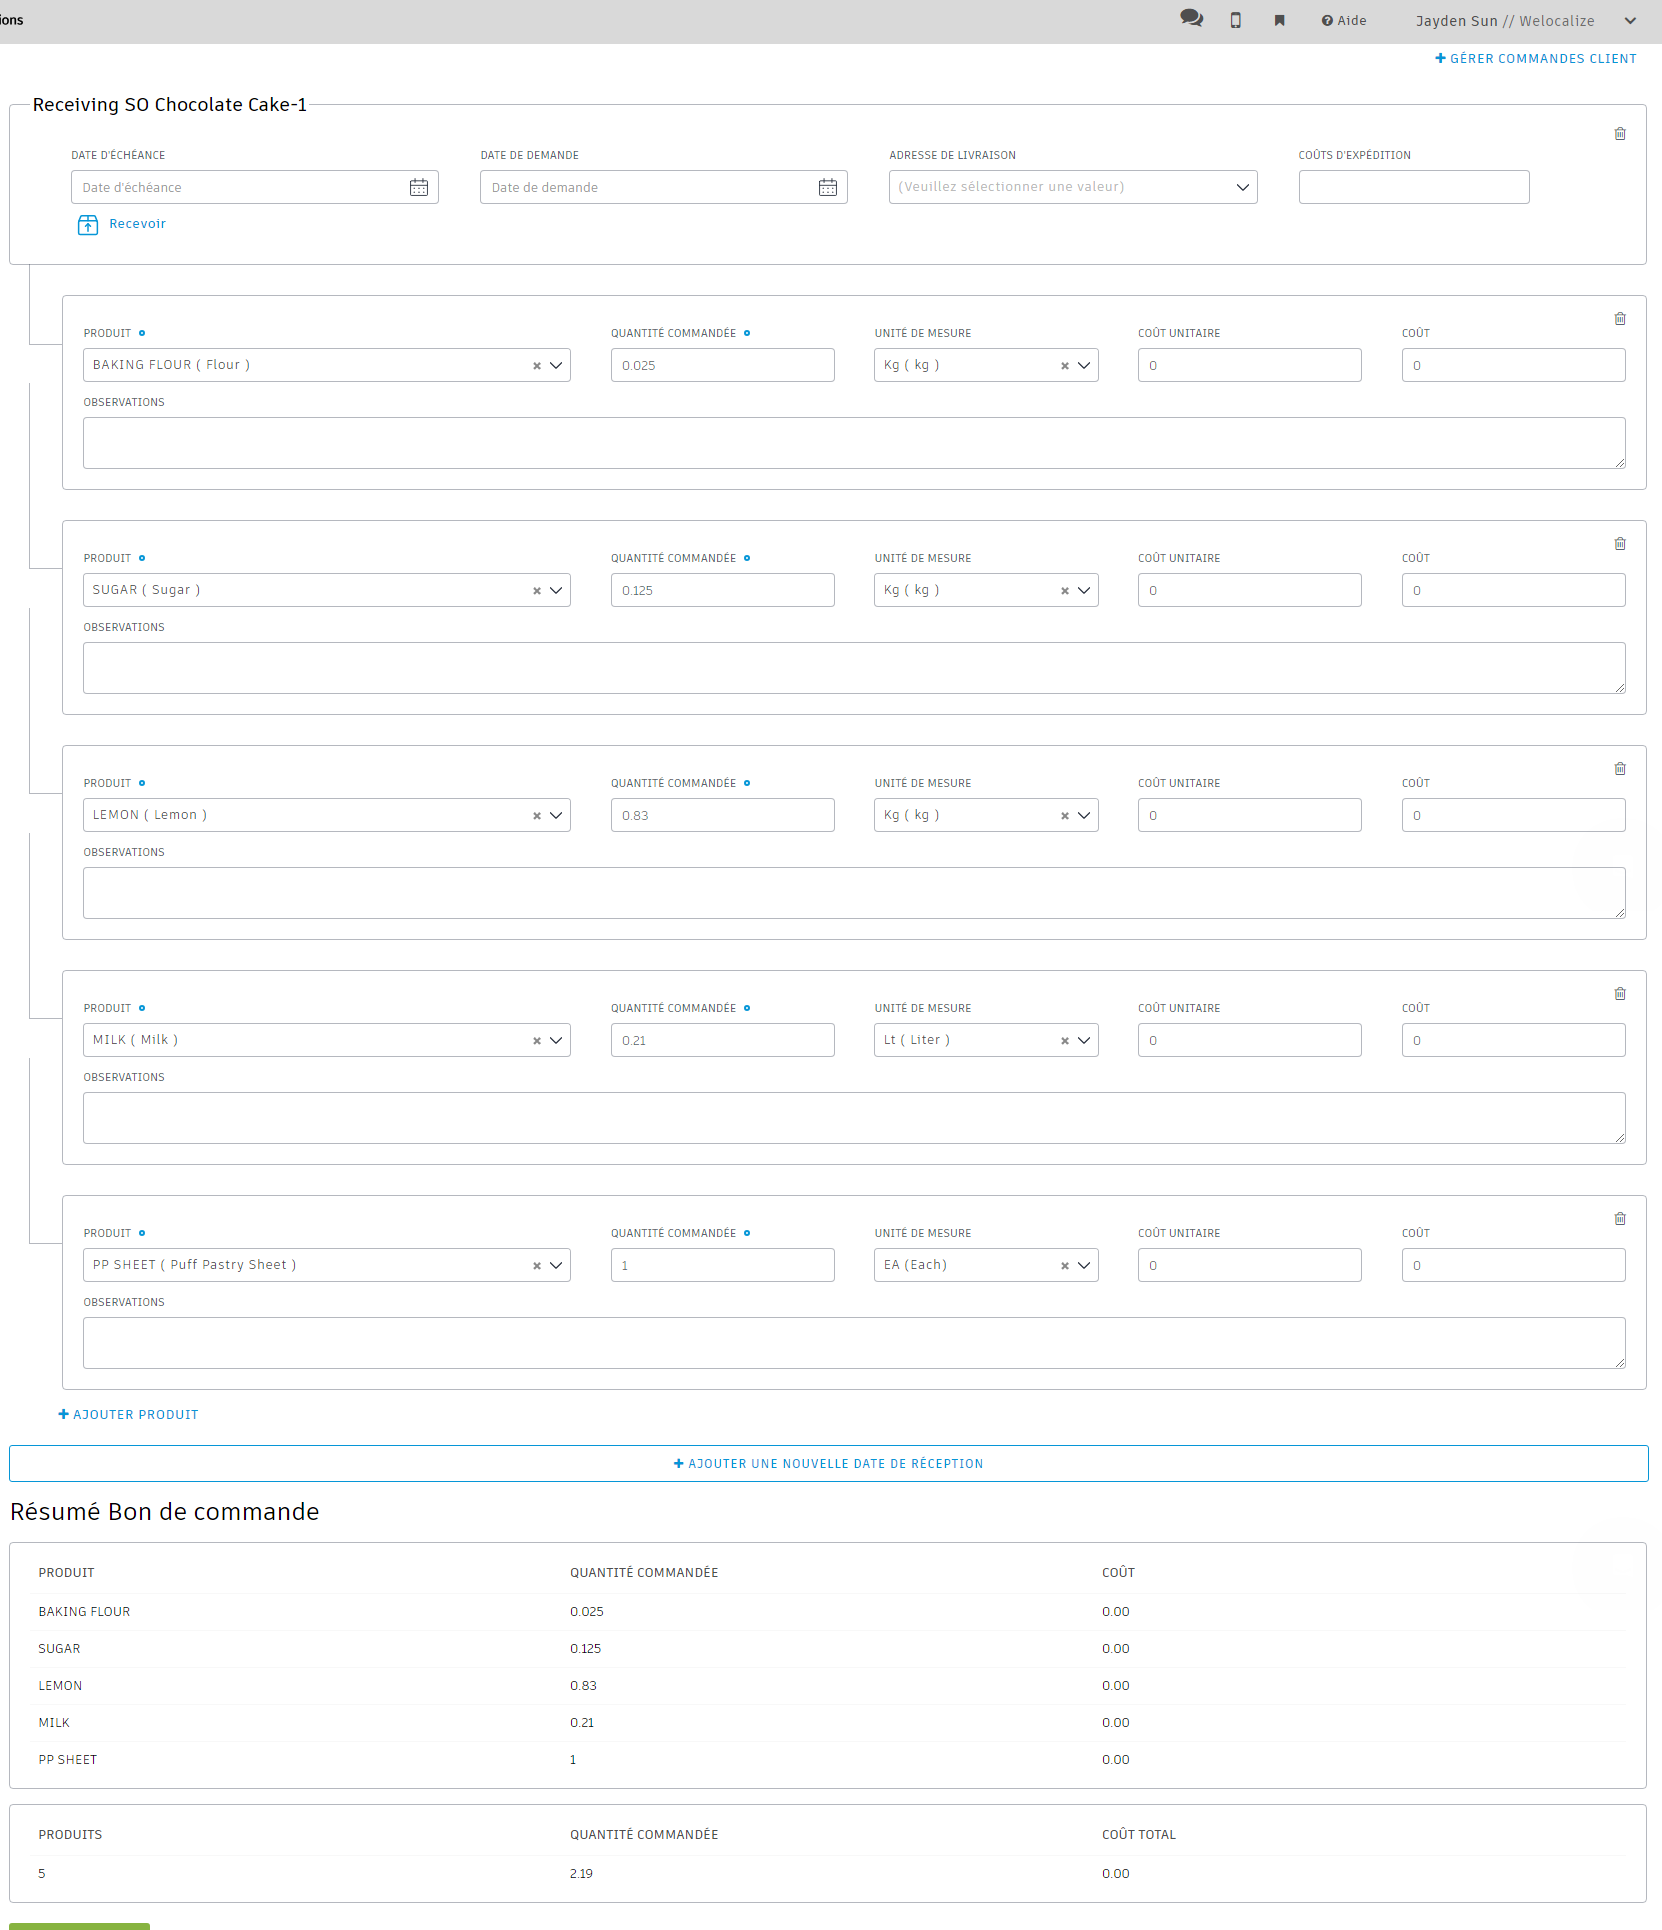 ions
Aide
Jayden Sun // Welocalize
GÉRER COMMANDES CLIENT
Receiving SO Chocolate Cake-1
DATE D'ÉCHÉANCE DATE DE DEMANDE ADRESSE DE LIVRAISON COÛTS D'EXPÉDITION
Date d'échéance Date de demande (Veuillez sélectionner une valeur)
Recevoir
PRODUIT QUANTITÉ COMMANDÉE UNITÉ DE MESURE COÛT UNITAIRE COÛT
BAKING FLOUR ( Flour ) 0.025 Kg ( kg ) 0 0
OBSERVATIONS
PRODUIT QUANTITÉ COMMANDÉE UNITÉ DE MESURE COÛT UNITAIRE COÛT
SUGAR ( Sugar ) 0.125 Kg ( kg ) 0 0
OBSERVATIONS
PRODUIT QUANTITÉ COMMANDÉE UNITÉ DE MESURE COÛT UNITAIRE COÛT
LEMON ( Lemon ) 0.83 Kg ( kg ) 0 0
OBSERVATIONS
PRODUIT QUANTITÉ COMMANDÉE UNITÉ DE MESURE COÛT UNITAIRE COÛT
MILK ( Milk ) 0.21 Lt ( Liter ) 0 0
OBSERVATIONS
PRODUIT QUANTITÉ COMMANDÉE UNITÉ DE MESURE COÛT UNITAIRE COÛT
PP SHEET ( Puff Pastry Sheet ) 1 EA (Each) 0 0
OBSERVATIONS
AJOUTER PRODUIT
AJOUTER UNE NOUVELLE DATE DE RÉCEPTION
Résumé Bon de commande
PRODUIT QUANTITÉ COMMANDÉE COÛT
BAKING FLOUR 0.025 0.00
SUGAR 0.125 0.00
LEMON 0.83 0.00
MILK 0.21 0.00
PP SHEET 1 0.00
PRODUITS QUANTITÉ COMMANDÉE COÛT TOTAL
5 2.19 0.00